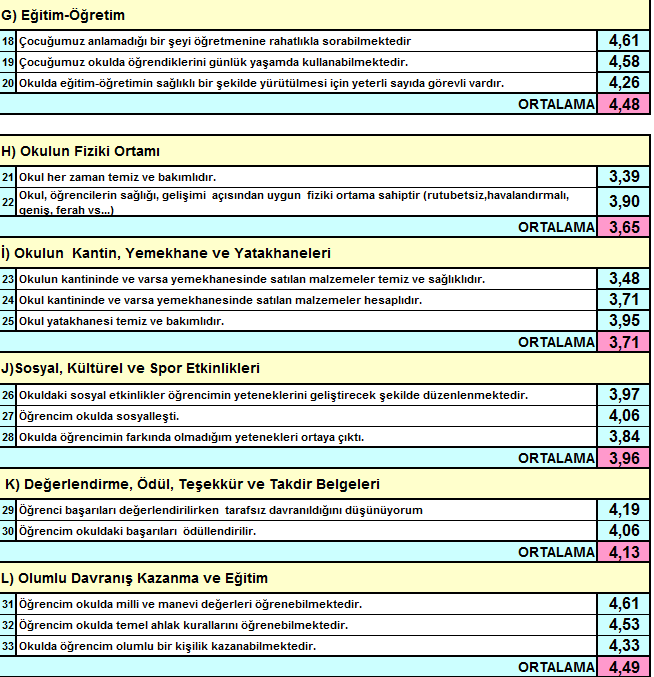 G) Eğitim-Öğretim
18 Çocuğumuz anlamadığı bir şeyi öğretmenine rahatlıkla sorabilmektedir 4,61
19 Çocuğumuz okulda öğrendiklerini günlük yaşamda kullanabilmektedir. 4,58
20 Okulda eğitim-öğretimin sağlıklı bir şekilde yürütülmesi için yeterli sayıda görevli vardır. 4,26
ORTALAMA 4,48
H) Okulun Fiziki Ortamı
21 Okul her zaman temiz ve bakımlıdır. 3,39
22 Okul, öğrencilerin sağlığı, gelişimi açısından uygun fiziki ortama sahiptir (rutubetsiz,havalandırmalı,
geniş, ferah vs...) 3,90
ORTALAMA 3,65
İ) Okulun Kantin, Yemekhane ve Yatakhaneleri
23 Okulun kantininde ve varsa yemekhanesinde satılan malzemeler temiz ve sağlıklıdır. 3,48
24 Okul kantininde ve varsa yemekhanesinde satılan malzemeler hesaplıdır. 3,71
25 Okul yatakhanesi temiz ve bakımlıdır. 3,95
ORTALAMA 3,71
J)Sosyal, Kültürel ve Spor Etkinlikleri
26 Okuldaki sosyal etkinlikler öğrencimin yeteneklerini geliştirecek şekilde düzenlenmektedir. 3,97
27 Öğrencim okulda sosyalleşti. 4,06
28 Okulda öğrencimin farkında olmadığım yetenekleri ortaya çıktı. 3,84
ORTALAMA 3,96
K) Değerlendirme, Ödül, Teşekkür ve Takdir Belgeleri
29 Öğrenci başarıları değerlendirilirken tarafsız davranıldığını düşünüyorum 4,19
30 Öğrencim okuldaki başarıları ödüllendirilir. 4,06
ORTALAMA 4,13
L) Olumlu Davranış Kazanma ve Eğitim
31 Öğrencim okulda milli ve manevi değerleri öğrenebilmektedir. 4,61
32 Öğrencim okulda temel ahlak kurallarını öğrenebilmektedir. 4,53
33 Okulda öğrencim olumlu bir kişilik kazanabilmektedir. 4,33
ORTALAMA 4,49